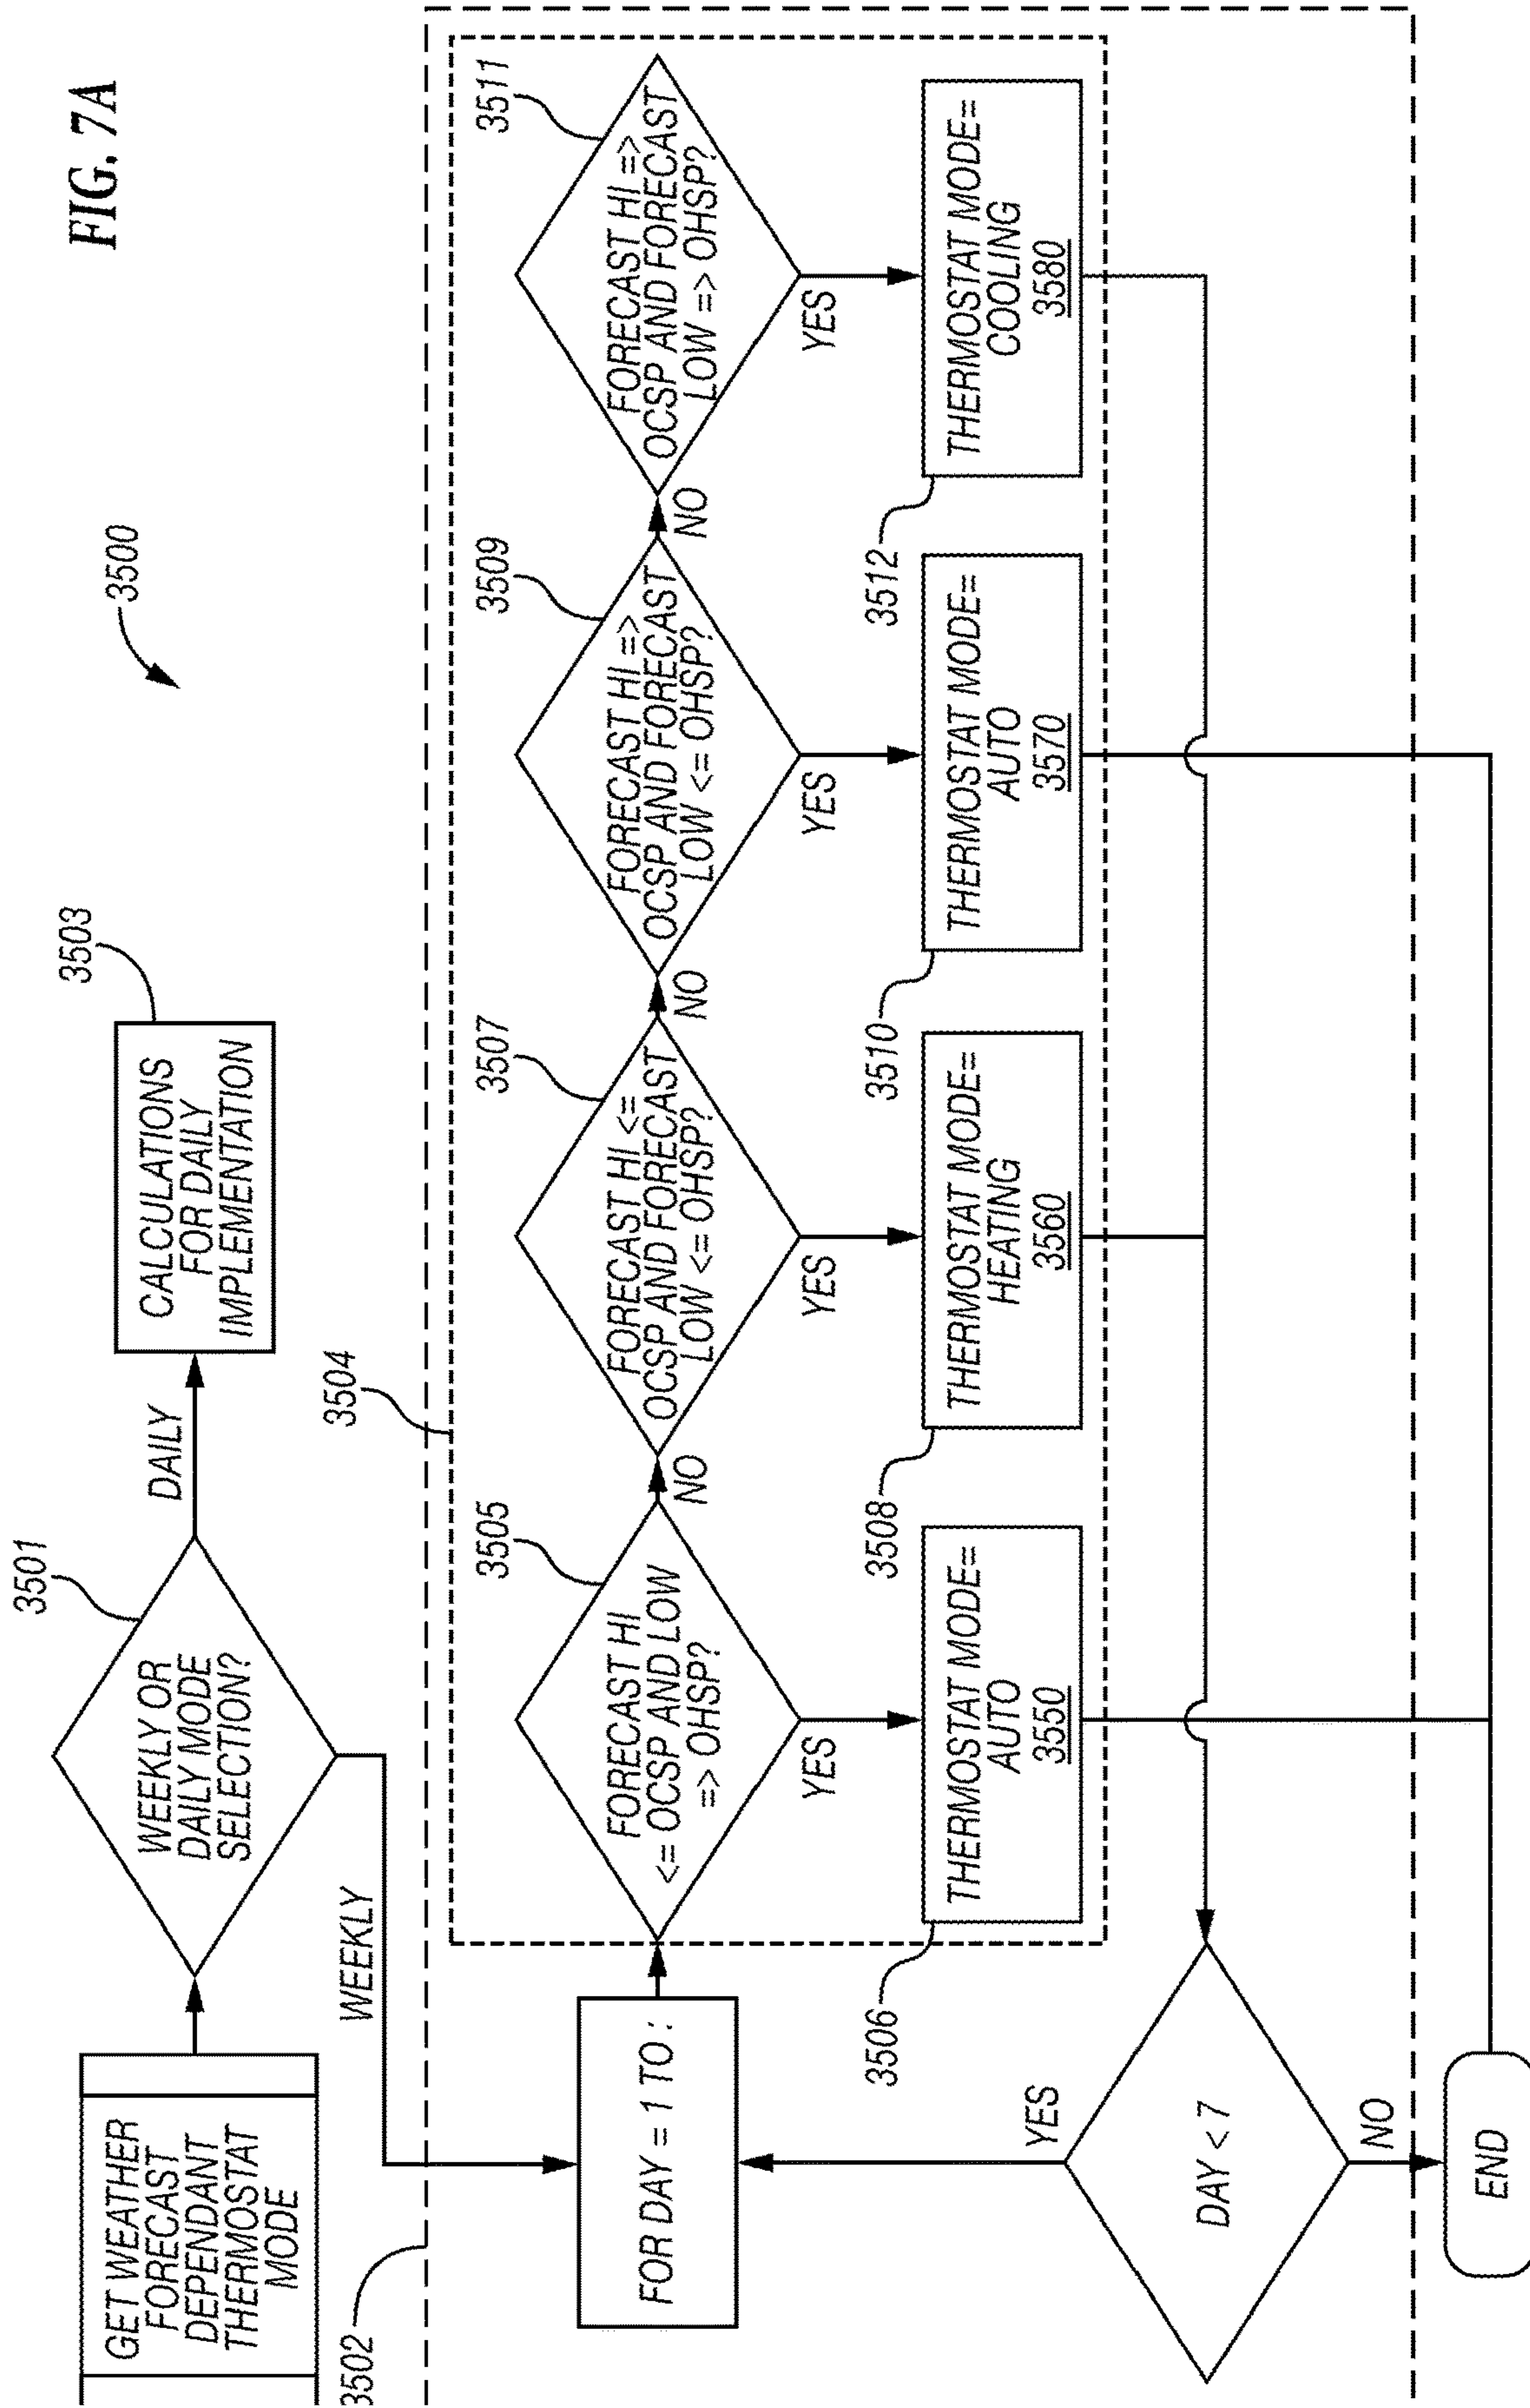 FIG. 7A
3500
GET WEATHER
FORECAST
DEPENDANT
THERMOSTAT
MODE
3501
WEEKLY OR
DAILY MODE
SELECTION?
DAILY
3503
CALCULATIONS
FOR DAILY
IMPLEMENTATION
WEEKLY
3502
3504
FOR DAY = 1 TO :
3505
FORECAST HI
<= OCSP AND LOW
=> OHSP?
NO
3507
FORECAST HI <=
OCSP AND FORECAST
LOW <= OHSP?
NO
3509
FORECAST HI =>
OCSP AND FORECAST
LOW <= OHSP?
NO
3511
FORECAST HI =>
OCSP AND FORECAST
LOW => OHSP?
YES
YES
YES
YES
3506
THERMOSTAT MODE=
AUTO
3550
3508
THERMOSTAT MODE=
HEATING
3560
3510
THERMOSTAT MODE=
AUTO
3570
3512
THERMOSTAT MODE=
COOLING
3580
YES
DAY < 7
NO
END